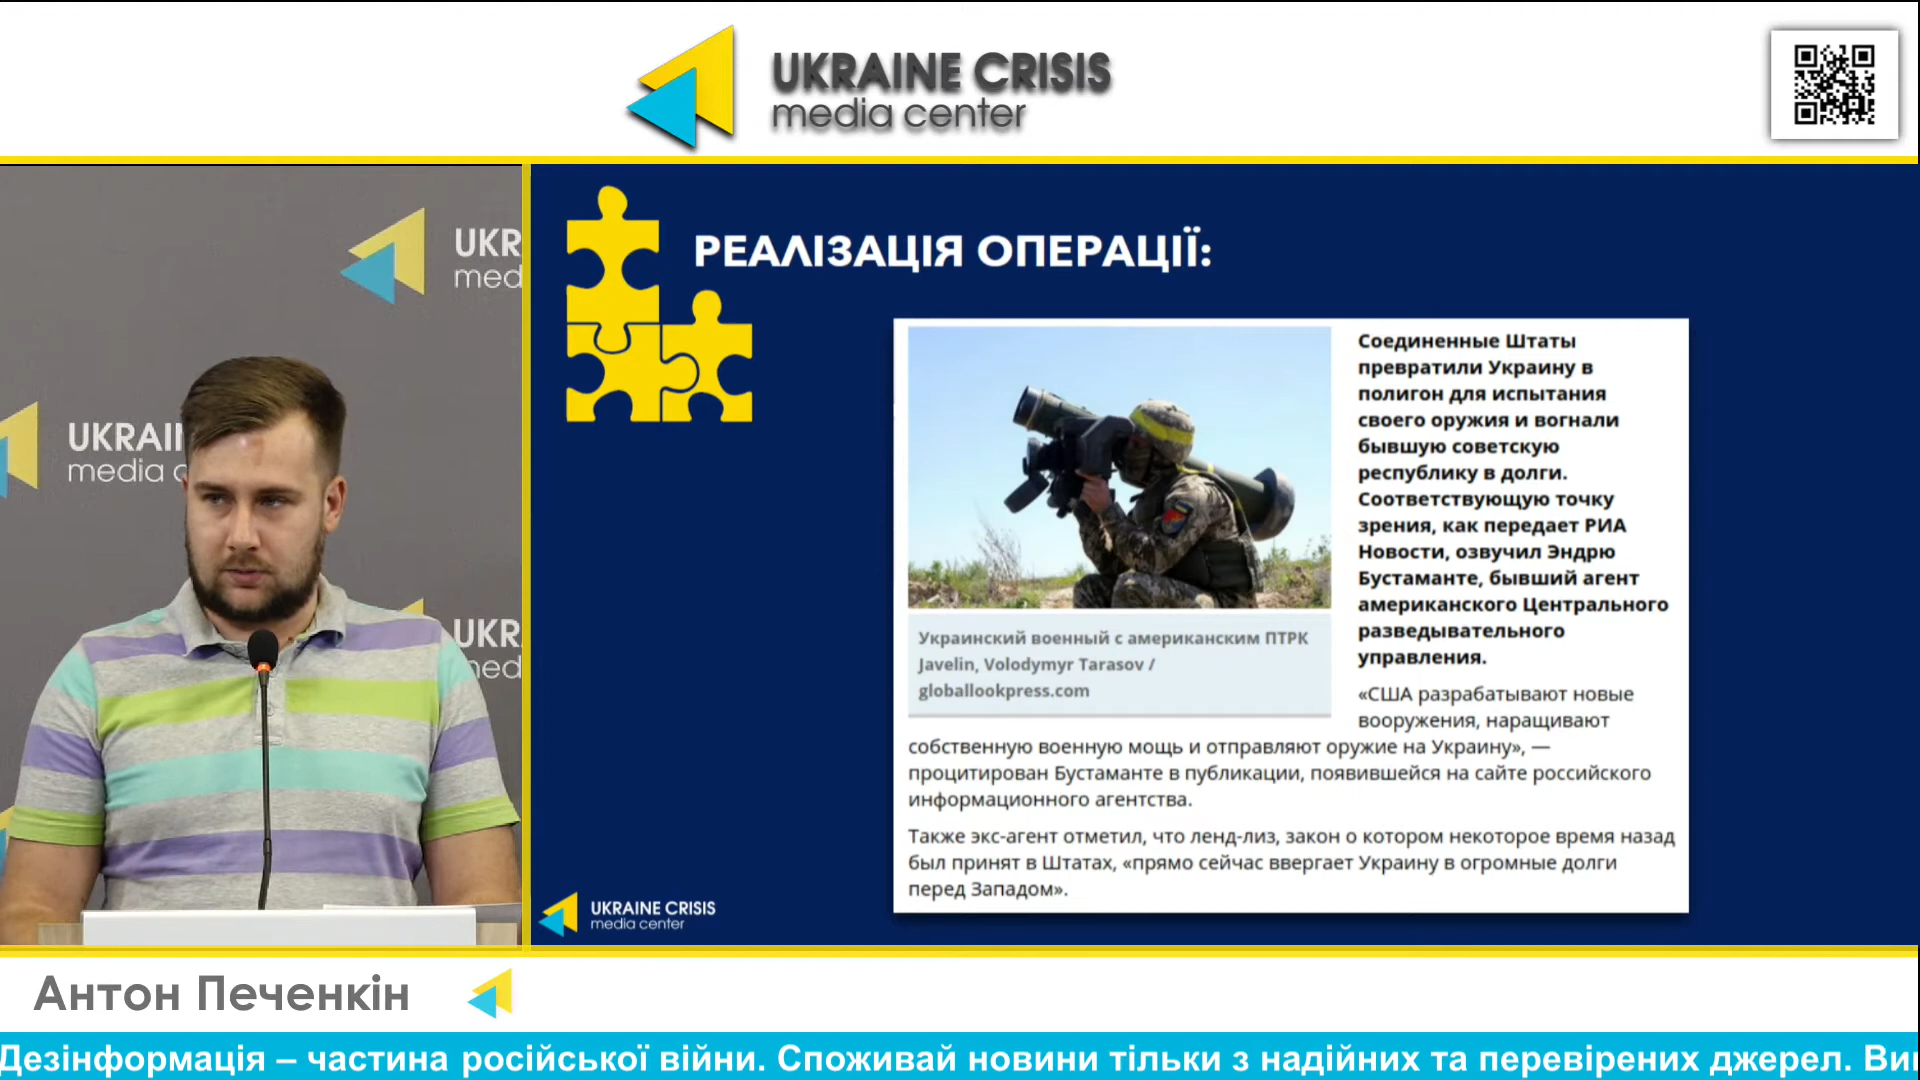 UKRAINE CRISIS
media center
UKR
med
UKRAI
media c
UKR
med
РЕАЛІЗАЦІЯ ОПЕРАЦІЇ:
Соединенные Штаты
превратили Украину в
полигон для испытания
своего оружия и вогнали
бывшую советскую
республику в долги.
Соответствующую точку
зрения, как передает РИА
Новости, озвучил Эндрю
Бустаманте, бывший агент
американского Центрального
разведывательного
управления.
Украинский военный с американским ПТРК
Javelin, Volodymyr Tarasov /
globallookpress.com
«США разрабатывают новые
вооружения, наращивают
собственную военную мощь и отправляют оружие на Украину», —
процитирован Бустаманте в публикации, появившейся на сайте российского
информационного агентства.
Также экс-агент отметил, что ленд-лиз, закон о котором некоторое время назад
был принят в Штатах, «прямо сейчас ввергает Украину в огромные долги
перед Западом».
UKRAINE CRISIS
media center
Антон Печенкін
Дезінформація – частина російської війни. Споживай новини тільки з надійних та перевірених джерел. Ви